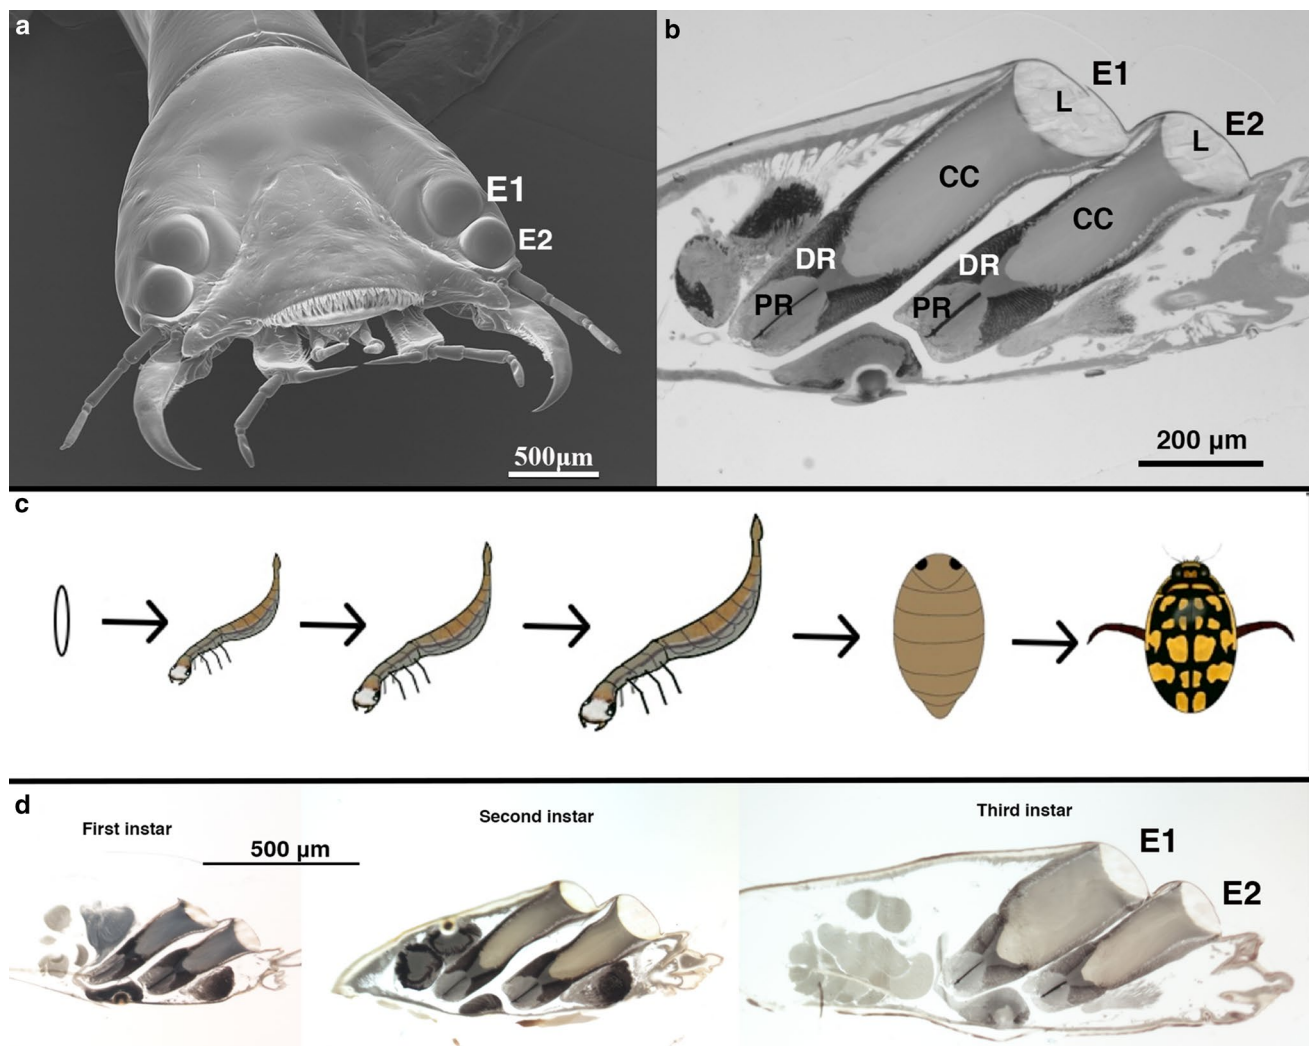 a
E1
E2
500μm
b
E1
L
E2
L
CC
CC
DR
DR
PR
PR
200 μm
c
d
First instar
500 μm
Second instar
Third instar
E1
E2